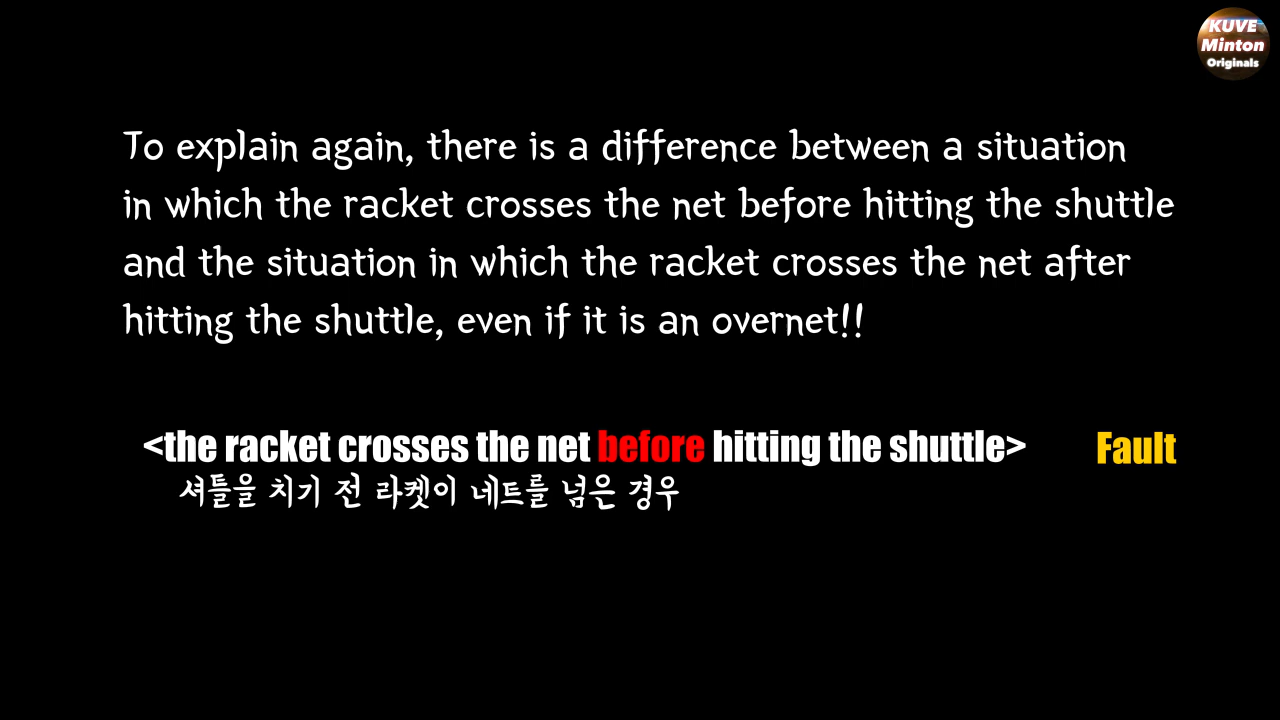 KUVE
Minton
Originals
To explain again, there is a difference between a situation
in which the racket crosses the net before hitting the shuttle
and the situation in which the racket crosses the net after
hitting the shuttle, even if it is an overnet!!
<the racket crosses the net before hitting the shuttle> Fault
셔틀을 치기 전 라켓이 네트를 넘은 경우